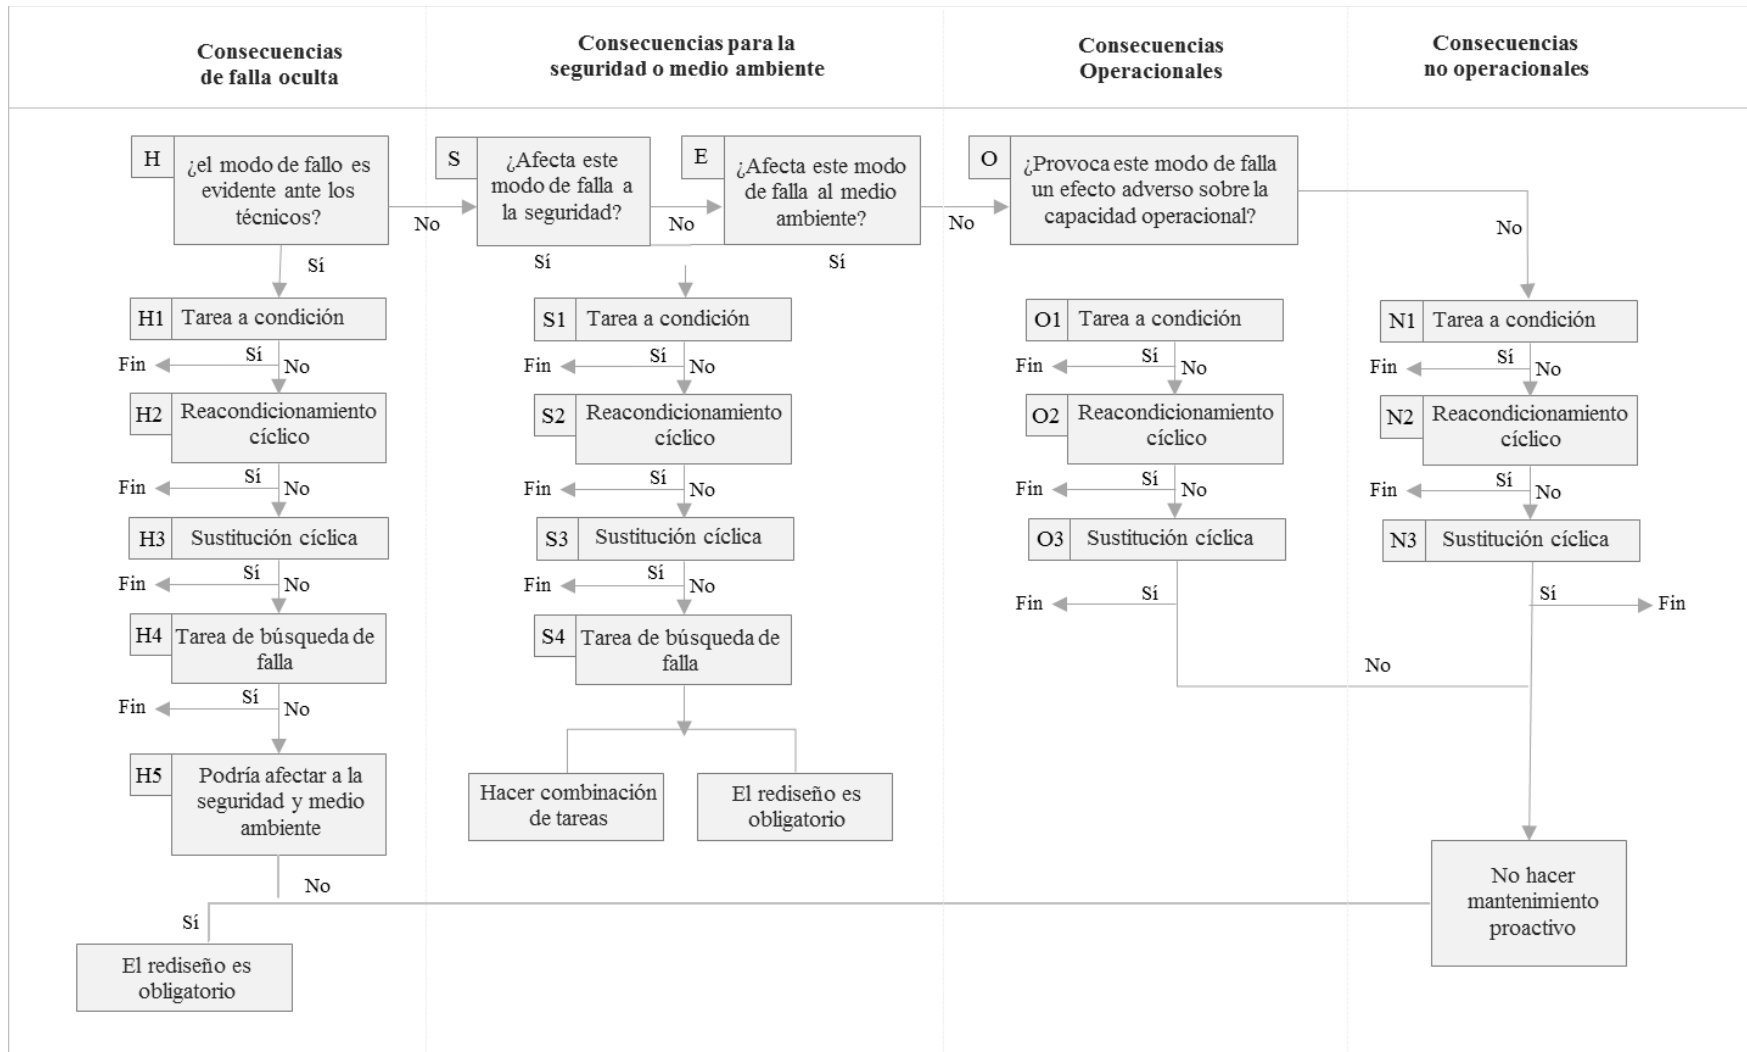 Consecuencias
de falla oculta
Consecuencias para la
seguridad o medio ambiente
Consecuencias
Operacionales
Consecuencias
no operacionales
H
¿el modo de fallo es
evidente ante los
técnicos?
No
Sí
S
¿Afecta este
modo de falla a
la seguridad?
No
Sí
E
¿Afecta este modo
de falla al medio
ambiente?
No
Sí
O
¿Provoca este modo de falla
un efecto adverso sobre la
capacidad operacional?
No
H1
Tarea a condición
Sí
Fin
No
H2
Reacondicionamiento
cíclico
Sí
Fin
No
H3
Sustitución cíclica
Sí
Fin
No
H4
Tarea de búsqueda de
falla
Sí
Fin
No
H5
Podría afectar a la
seguridad y medio
ambiente
No
Sí
El rediseño es
obligatorio
S1
Tarea a condición
Sí
Fin
No
S2
Reacondicionamiento
cíclico
Sí
Fin
No
S3
Sustitución cíclica
Sí
Fin
No
S4
Tarea de búsqueda de
falla
Hacer combinación
de tareas
El rediseño es
obligatorio
O1
Tarea a condición
Sí
Fin
No
O2
Reacondicionamiento
cíclico
Sí
Fin
No
O3
Sustitución cíclica
Sí
Fin
No
N1
Tarea a condición
Sí
Fin
No
N2
Reacondicionamiento
cíclico
Sí
Fin
No
N3
Sustitución cíclica
Sí
Fin
No hacer
mantenimiento
proactivo